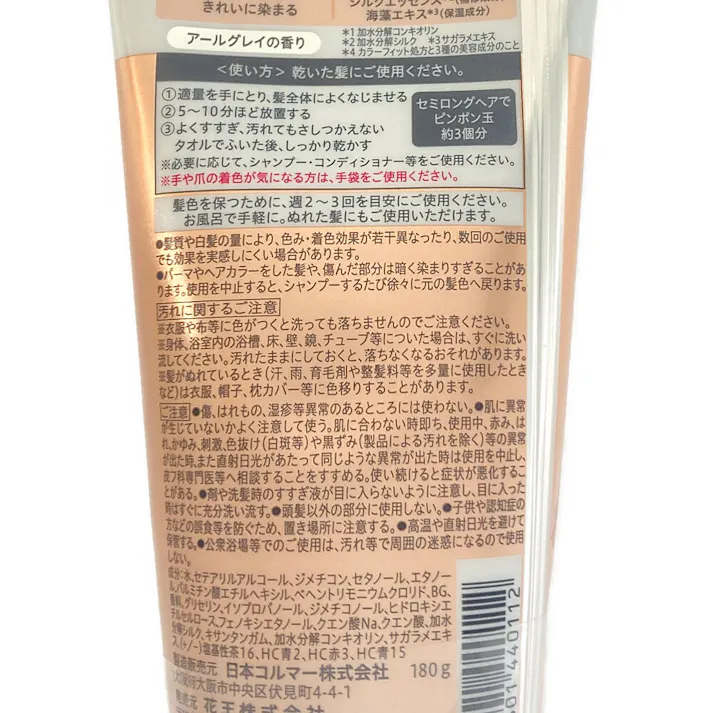 きれいに染まる
シルクエッセンス
海藻エキス*3(保湿成分)
アールグレイの香り
*1 加水分解コンキオリン
*2 加水分解シルク *3 サガラメエキス
*4 カラーフィット処方と3種の美容成分のこと
<使い方> 乾いた髪にご使用ください。
①適量を手にとり、髪全体によくなじませる
②5~10分ほど放置する
③よくすすぎ、汚れてもさしつかえない
タオルでふいた後、しっかり乾かす
セミロングヘアで
ピンポン玉
約3個分
※必要に応じて、シャンプー・コンディショナー等をご使用ください。
※手や爪の着色が気になる方は、手袋をご使用ください。
髪色を保つために、週2~3回を目安にご使用ください。
お風呂で手軽に。ぬれた髪にもご使用いただけます。
●髪質や白髪の量により、色み・着色効果が若干異なったり、数回のご使用
でも効果を実感しにくい場合があります。
●パーマやヘアカラーをした髪や、傷んだ部分は暗く染まりすぎることがあ
ります。使用を中止すると、シャンプーするたび徐々に元の髪色へ戻ります。
汚れに関するご注意
※衣服や布等に色がつくと洗っても落ちませんのでご注意ください。
※身体、浴室内の浴槽、床、壁、鏡、チューブ等についた場合は、すぐに洗い
流してください。汚れたままにしておくと、落ちなくなるおそれがあります。
※髪がぬれているとき(汗、雨、育毛剤や整髪料等を多量に使用したとき
など)は衣服、帽子、枕カバー等に色移りすることがあります。
ご注意 ●傷、はれもの、湿疹等異常のあるところには使わない。●肌に異常
が生じていないかよく注意して使う。肌に合わない時即ち、使用中、赤み、は
れ、かゆみ、刺激、色抜け(白斑等)や黒ずみ(製品による汚れを除く)等の異常
が出た時、また直射日光があたって同じような異常が出た時は使用を中止し、
皮フ科専門医等へ相談することをすすめる。使い続けると症状が悪化するこ
とがある。●剤や洗髪時のすすぎ液が目に入らないように注意し、目に入った
時はすぐに充分洗い流す。●頭髪以外の部分に使用しない。●子供や認知症の
方などの誤食等を防ぐため、置き場所に注意する。●高温や直射日光を避けて
保管する。●公衆浴場等でのご使用は、汚れ等で周囲の迷惑になるので使用
しない。
成分:水、セテアリルアルコール、ジメチコン、セタノール、エタノー
ル、パルミチン酸エチルヘキシル、ベヘントリモニウムクロリド、BG、
香料、グリセリン、イソプロパノール、ジメチコノール、ヒドロキシエ
チルセルロース、フェノキシエタノール、クエン酸Na、クエン酸、加水
分解シルク、キサンタンガム、加水分解コンキオリン、サガラメエキ
ス、(+/-)塩基性茶16、HC青2、HC赤3、HC青15
製造販売元 日本コルマー株式会社 180g
大阪府大阪市中央区伏見町4-4-1
発売元 花王株式会社
901 440112